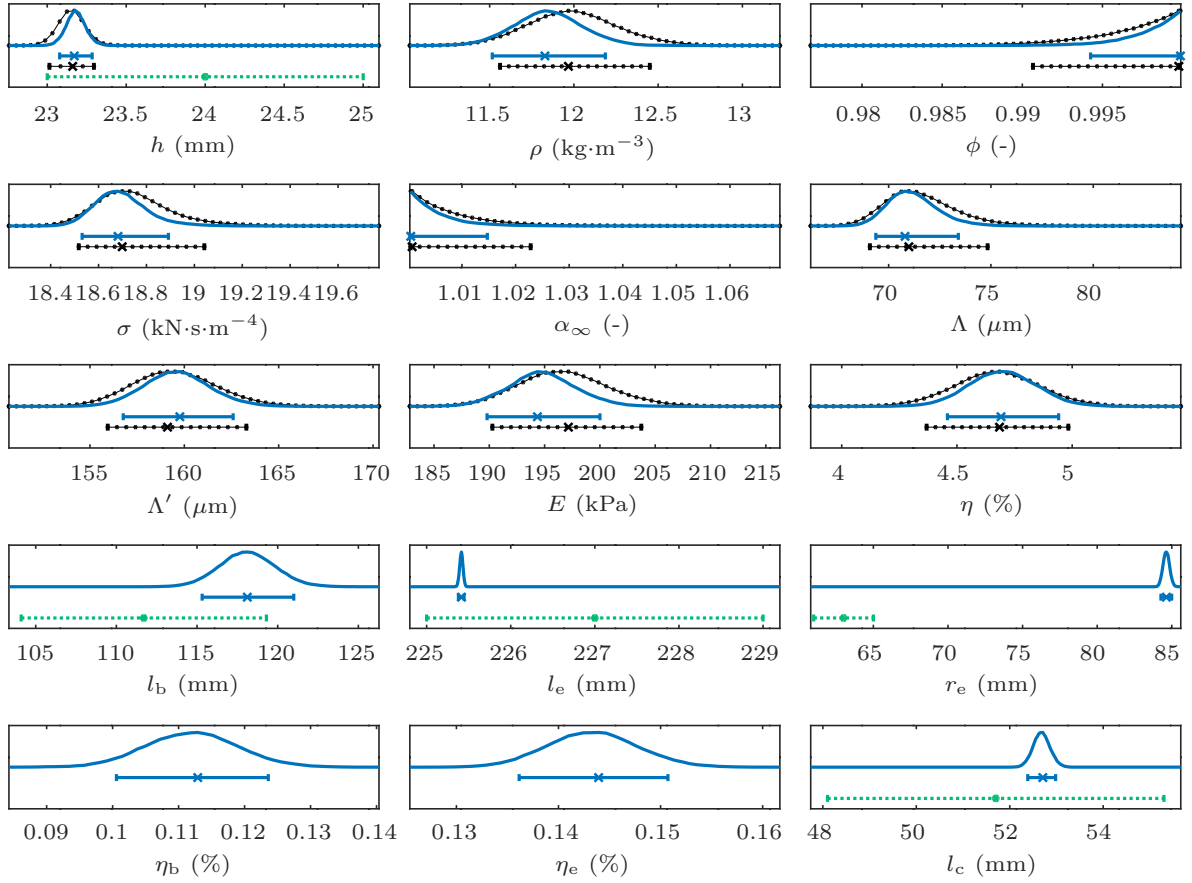 23 23.5 24 24.5 25
h (mm)
11.5 12 12.5 13
ρ (kg·m⁻³)
0.98 0.985 0.99 0.995
ϕ (-)
18.4 18.6 18.8 19 19.2 19.4 19.6
σ (kN·s·m⁻⁴)
1.01 1.02 1.03 1.04 1.05 1.06
α∞ (-)
70 75 80
Λ (μm)
155 160 165 170
Λ′ (μm)
185 190 195 200 205 210 215
E (kPa)
4 4.5 5
η (%)
105 110 115 120 125
l_b (mm)
225 226 227 228 229
l_e (mm)
65 70 75 80 85
r_e (mm)
0.09 0.1 0.11 0.12 0.13 0.14
η_b (%)
0.13 0.14 0.15 0.16
η_e (%)
48 50 52 54
l_c (mm)